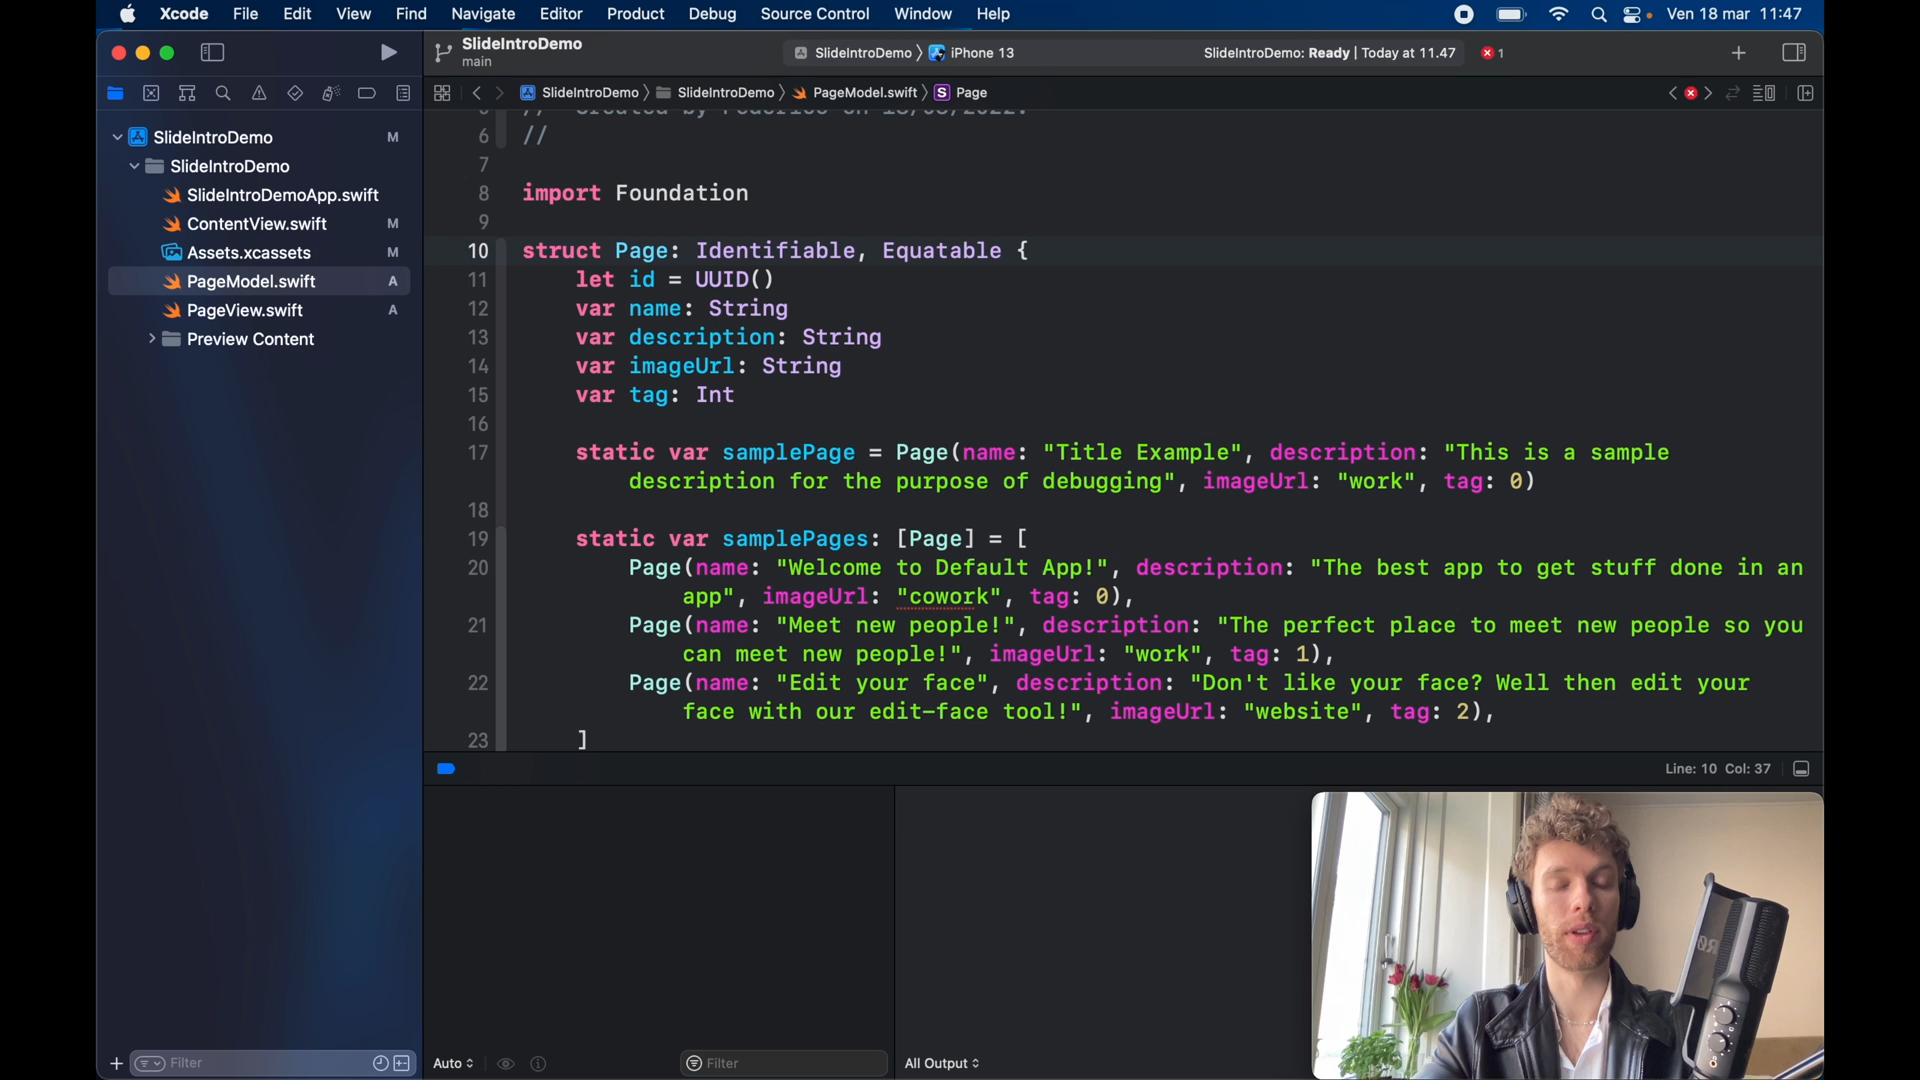 Xcode File Edit View Find Navigate Editor Product Debug Source Control Window Help Ven 18 mar 11:47
SlideIntroDemo
main
SlideIntroDemo 〉 iPhone 13 SlideIntroDemo: Ready | Today at 11.47 1
SlideIntroDemo 〉 SlideIntroDemo 〉 PageModel.swift 〉 S Page
SlideIntroDemo M
SlideIntroDemo
SlideIntroDemoApp.swift
ContentView.swift M
Assets.xcassets M
PageModel.swift A
PageView.swift A
Preview Content
6 //
7
8 import Foundation
9
10 struct Page: Identifiable, Equatable {
11 let id = UUID()
12 var name: String
13 var description: String
14 var imageUrl: String
15 var tag: Int
16
17 static var samplePage = Page(name: "Title Example", description: "This is a sample
description for the purpose of debugging", imageUrl: "work", tag: 0)
18
19 static var samplePages: [Page] = [
20 Page(name: "Welcome to Default App!", description: "The best app to get stuff done in an
app", imageUrl: "cowork", tag: 0),
21 Page(name: "Meet new people!", description: "The perfect place to meet new people so you
can meet new people!", imageUrl: "work", tag: 1),
22 Page(name: "Edit your face", description: "Don't like your face? Well then edit your
face with our edit-face tool!", imageUrl: "website", tag: 2),
23 ]
Line: 10 Col: 37
Filter
Auto
Filter
All Output